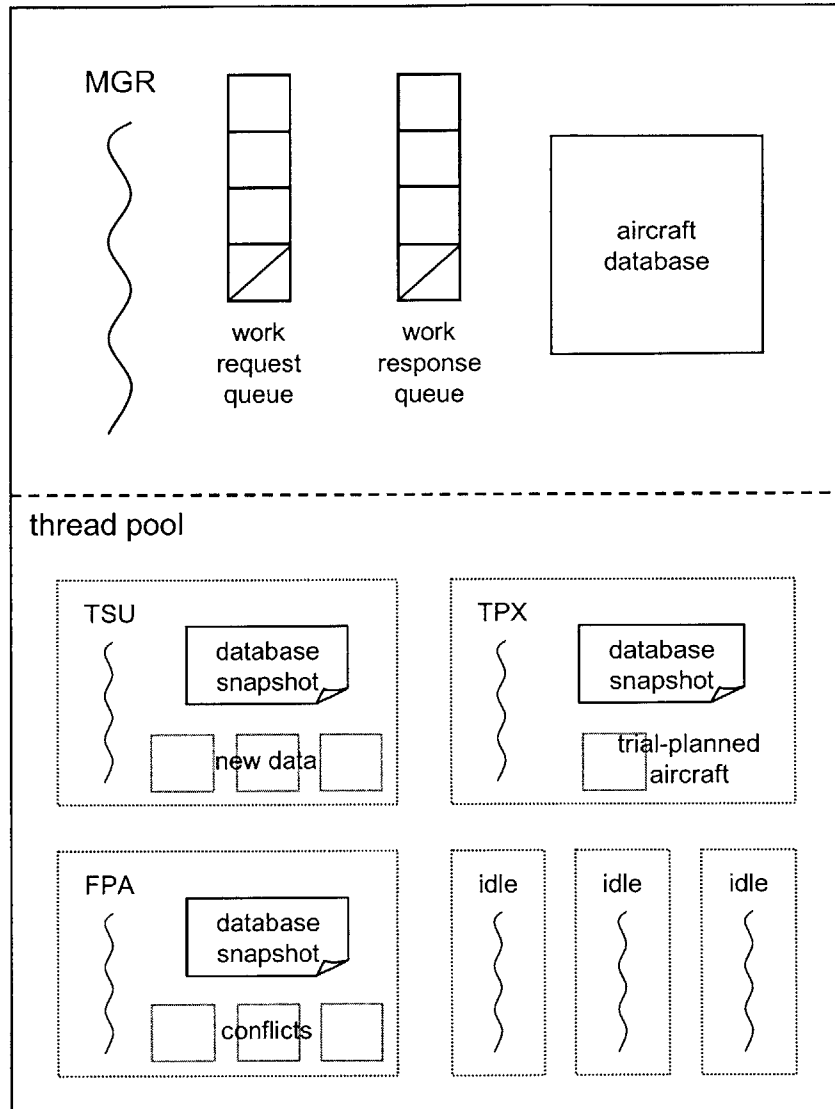 MGR
work
request
queue
work
response
queue
aircraft
database
thread pool
TSU
database
snapshot
new data
TPX
database
snapshot
trial-planned
aircraft
FPA
database
snapshot
conflicts
idle
idle
idle